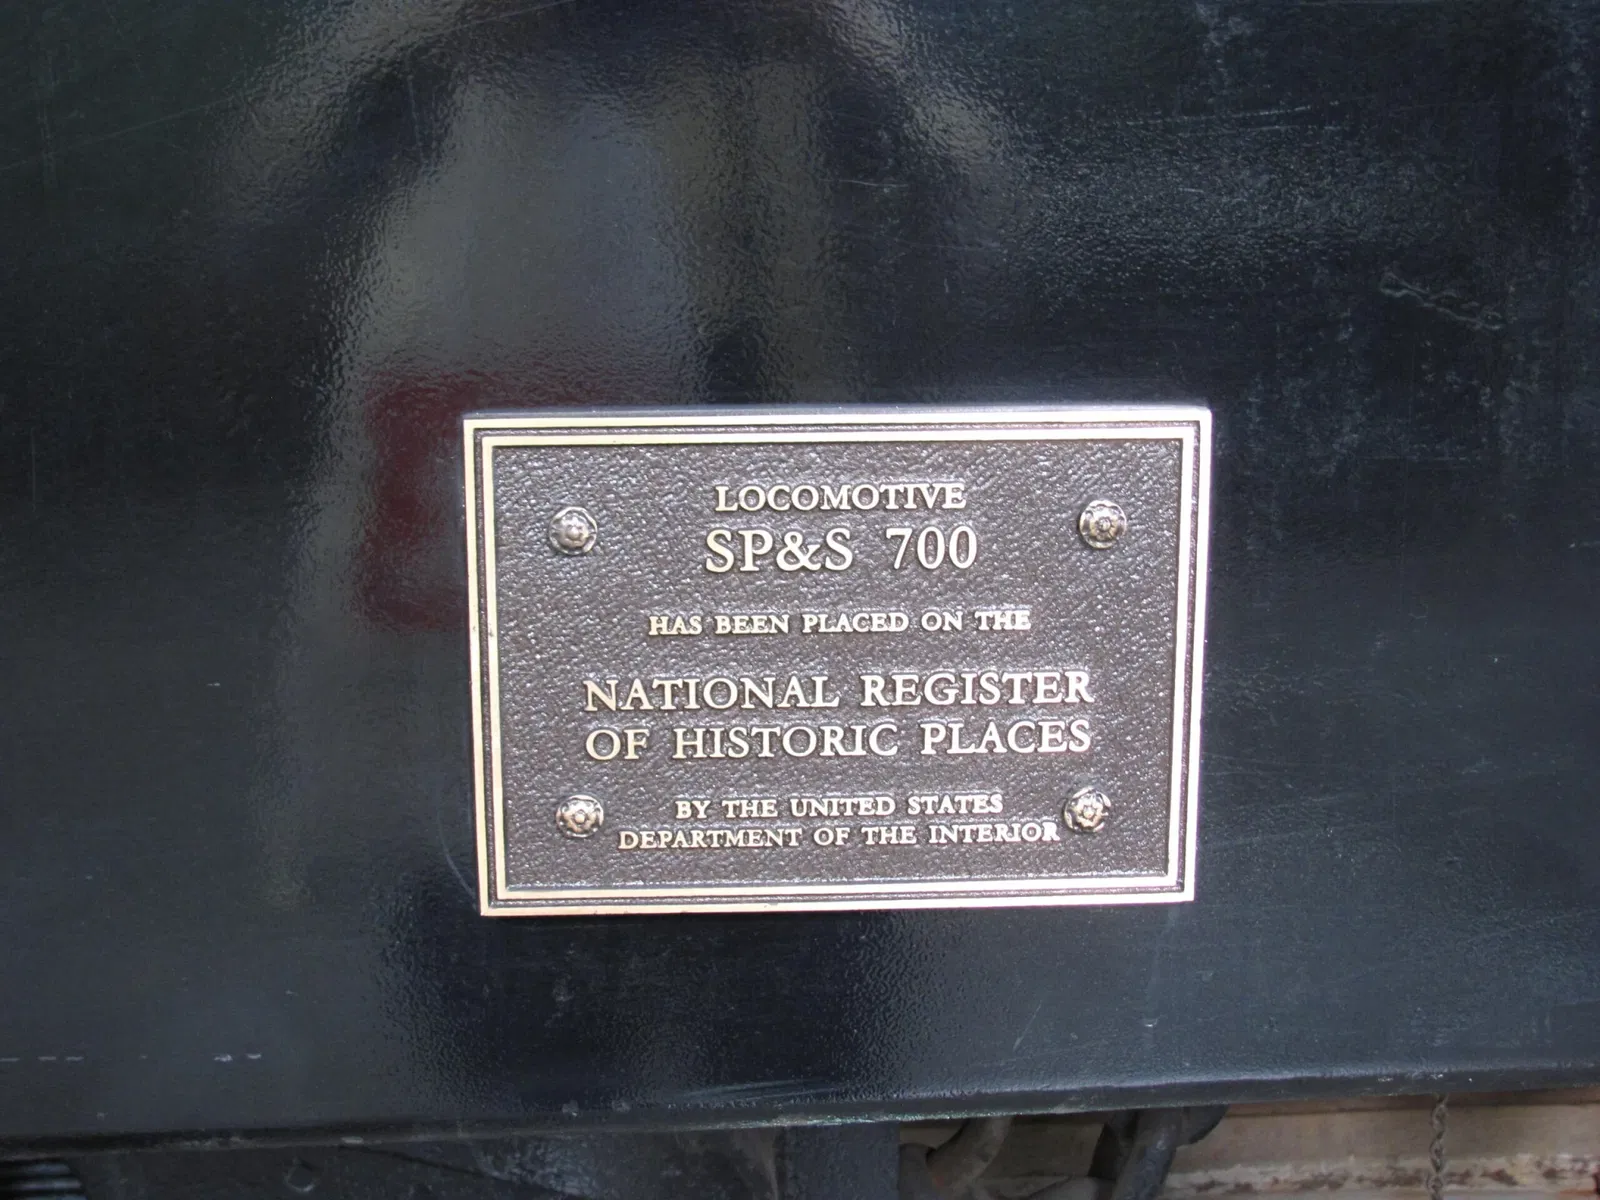 LOCOMOTIVE
SP&S 700
HAS BEEN PLACED ON THE
NATIONAL REGISTER
OF HISTORIC PLACES
BY THE UNITED STATES
DEPARTMENT OF THE INTERIOR